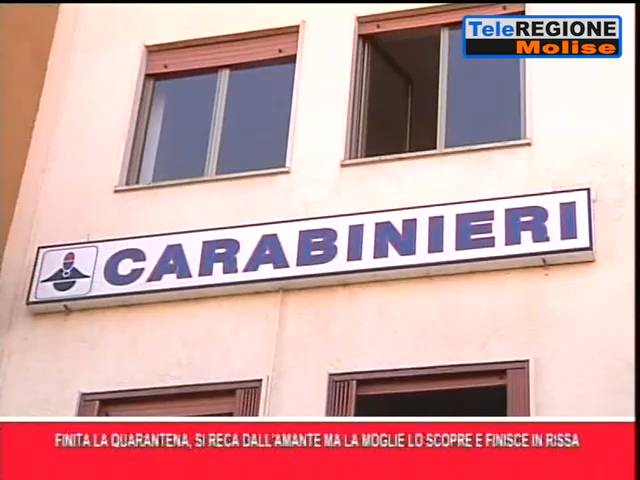 TeleREGIONE
Molise
CARABINIERI
FINITA LA QUARANTENA, SI RECA DALL'AMANTE MA LA MOGLIE LO SCOPRE E FINISCE IN RISSA